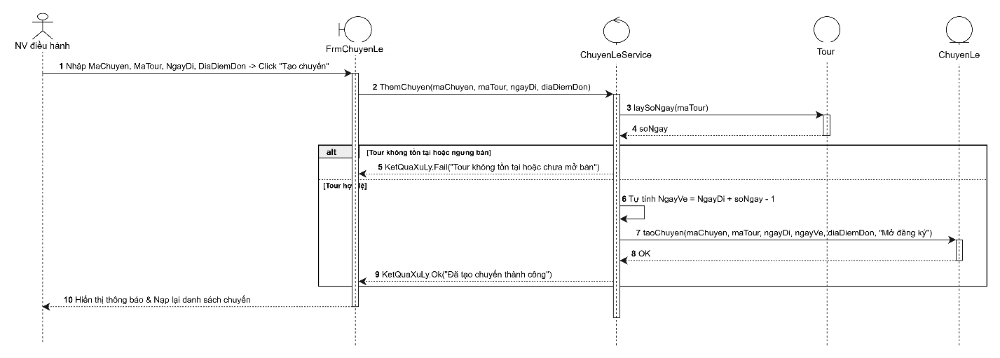 NV điều hành
FrmChuyenLe
ChuyenLeService
Tour
ChuyenLe
1 Nhập MaChuyen, MaTour, NgayDi, DiaDiemDon -> Click "Tạo chuyến"
2 ThemChuyen(maChuyen, maTour, ngayDi, diaDiemDon)
3 laySoNgay(maTour)
4 soNgay
alt [Tour không tồn tại hoặc ngưng bán]
5 KetQuaXuLy.Fail("Tour không tồn tại hoặc chưa mở bán")
[Tour hợp lệ]
6 Tự tính NgayVe = NgayDi + soNgay - 1
7 taoChuyen(maChuyen, maTour, ngayDi, ngayVe, diaDiemDon, "Mở đăng ký")
8 OK
9 KetQuaXuLy.Ok("Đã tạo chuyến thành công")
10 Hiển thị thông báo & Nạp lại danh sách chuyến